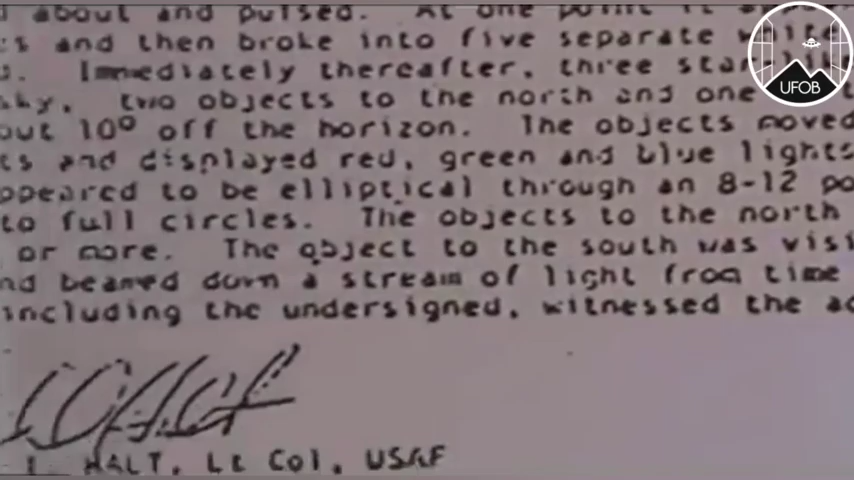 about and pulsed. At one point it
and then broke into five separate white
Immediately thereafter, three star-like
sky, two objects to the north and one
10° off the horizon. The objects moved
and displayed red, green and blue lights
to be elliptical through an 8-12
to full circles. The objects to the north
or more. The object to the south was
beamed down a stream of light from time
including the undersigned, witnessed the
HALT, Lt Col, USAF
UFOB